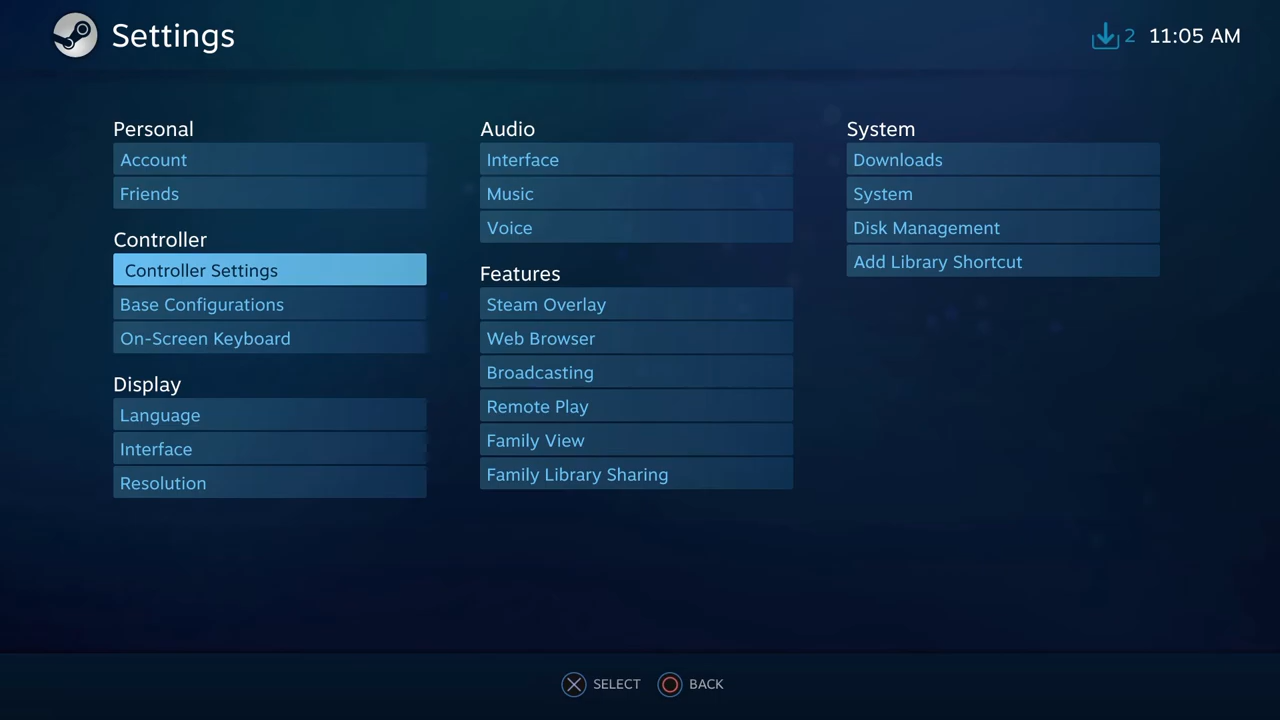 Settings
2 11:05 AM
Personal
Account
Friends
Controller
Controller Settings
Base Configurations
On-Screen Keyboard
Display
Language
Interface
Resolution
Audio
Interface
Music
Voice
Features
Steam Overlay
Web Browser
Broadcasting
Remote Play
Family View
Family Library Sharing
System
Downloads
System
Disk Management
Add Library Shortcut
SELECT BACK